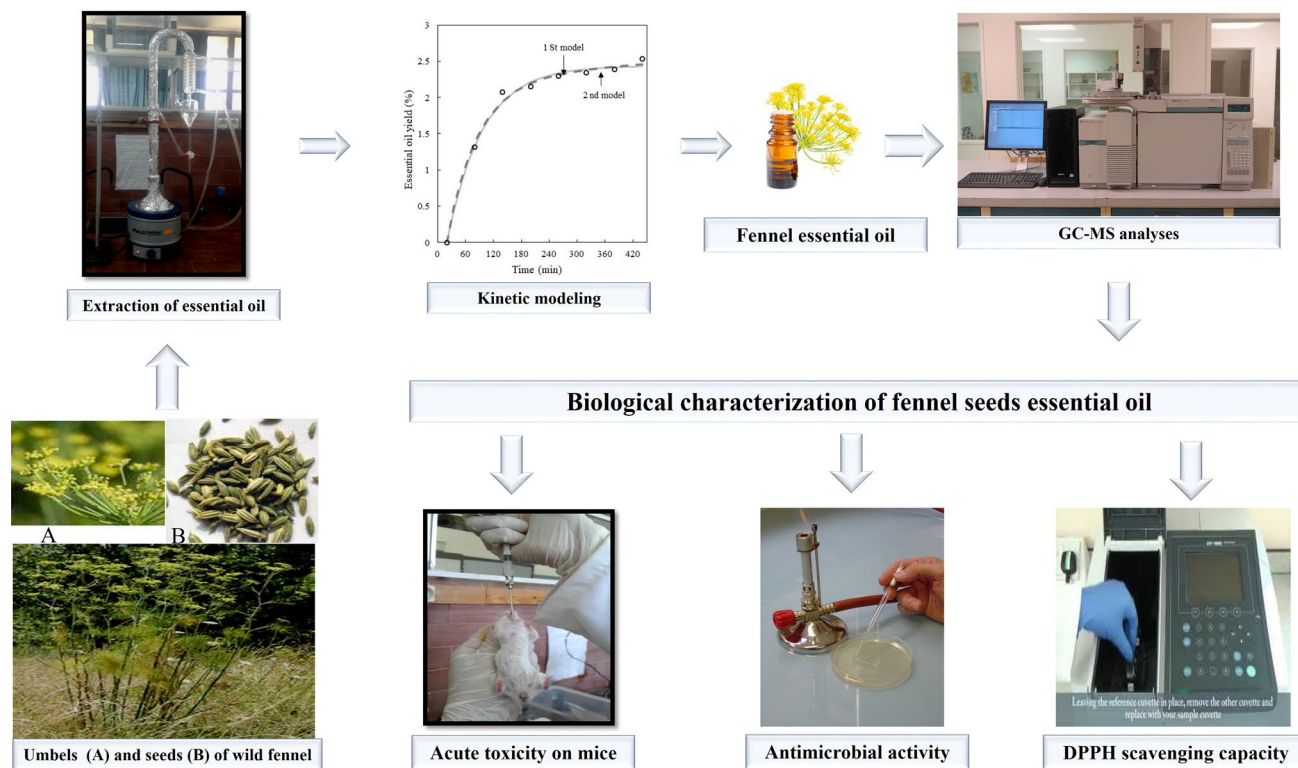 1 St model
2 nd model
Essential oil yield (%)
3
2.5
2
1.5
1
0.5
0
0 60 120 180 240 300 360 420
Time (min)
Extraction of essential oil
Kinetic modeling
Fennel essential oil
GC-MS analyses
Biological characterization of fennel seeds essential oil
A
B
Umbels (A) and seeds (B) of wild fennel
Acute toxicity on mice
Antimicrobial activity
Leaving the reference cuvette in place, remove the other cuvette and
replace with your sample cuvette
DPPH scavenging capacity